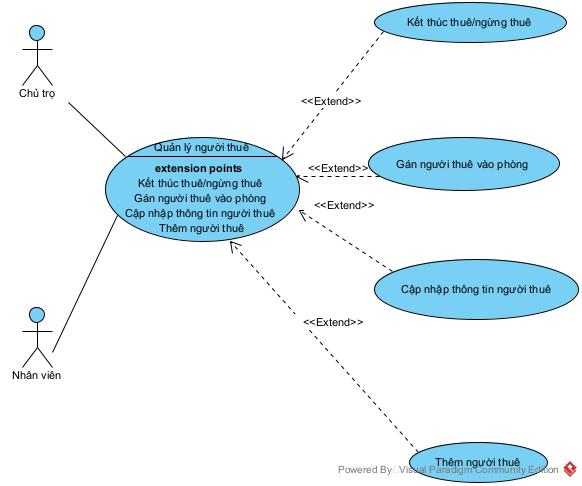 Kết thúc thuê/ngừng thuê
Chủ trọ
<<Extend>>
Quản lý người thuê
extension points
Kết thúc thuê/ngừng thuê
Gán người thuê vào phòng
Cập nhập thông tin người thuê
Thêm người thuê
<<Extend>>
Gán người thuê vào phòng
<<Extend>>
Cập nhập thông tin người thuê
<<Extend>>
Nhân viên
Thêm người thuê
Powered By Visual Paradigm Community Edition